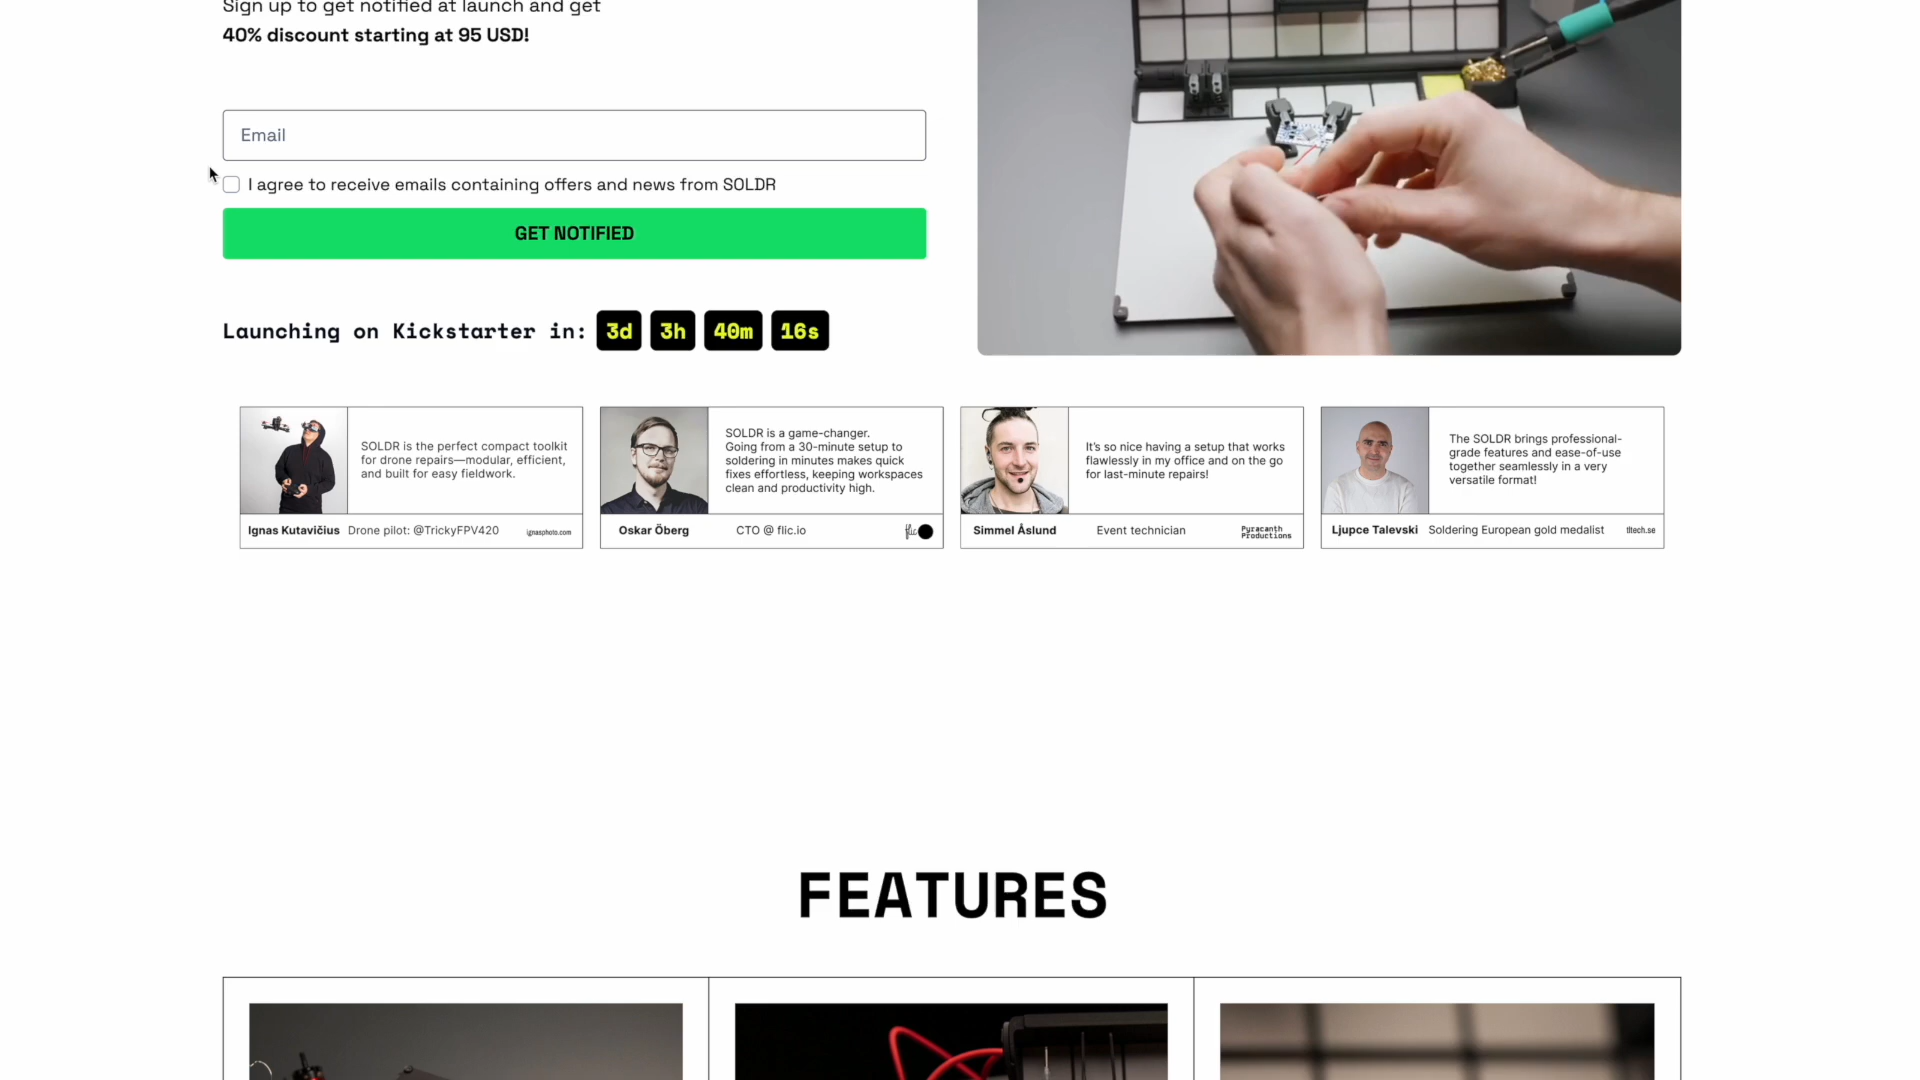 Sign up to get notified at launch and get
40% discount starting at 95 USD!
Email
I agree to receive emails containing offers and news from SOLDR
GET NOTIFIED
Launching on Kickstarter in: 3d 3h 40m 16s
SOLDR is the perfect compact toolkit
for drone repairs—modular, efficient,
and built for easy fieldwork.
Ignas Kutavičius Drone pilot: @TrickyFPV420 ignasphoto.com
SOLDR is a game-changer.
Going from a 30-minute setup to
soldering in minutes makes quick
fixes effortless, keeping workspaces
clean and productivity high.
Oskar Öberg CTO @ flic.io flic
It's so nice having a setup that works
flawlessly in my office and on the go
for last-minute repairs!
Simmel Åslund Event technician Pyracanth
Productions
The SOLDR brings professional-
grade features and ease-of-use
together seamlessly in a very
versatile format!
Ljupce Talevski Soldering European gold medalist tltech.se
FEATURES